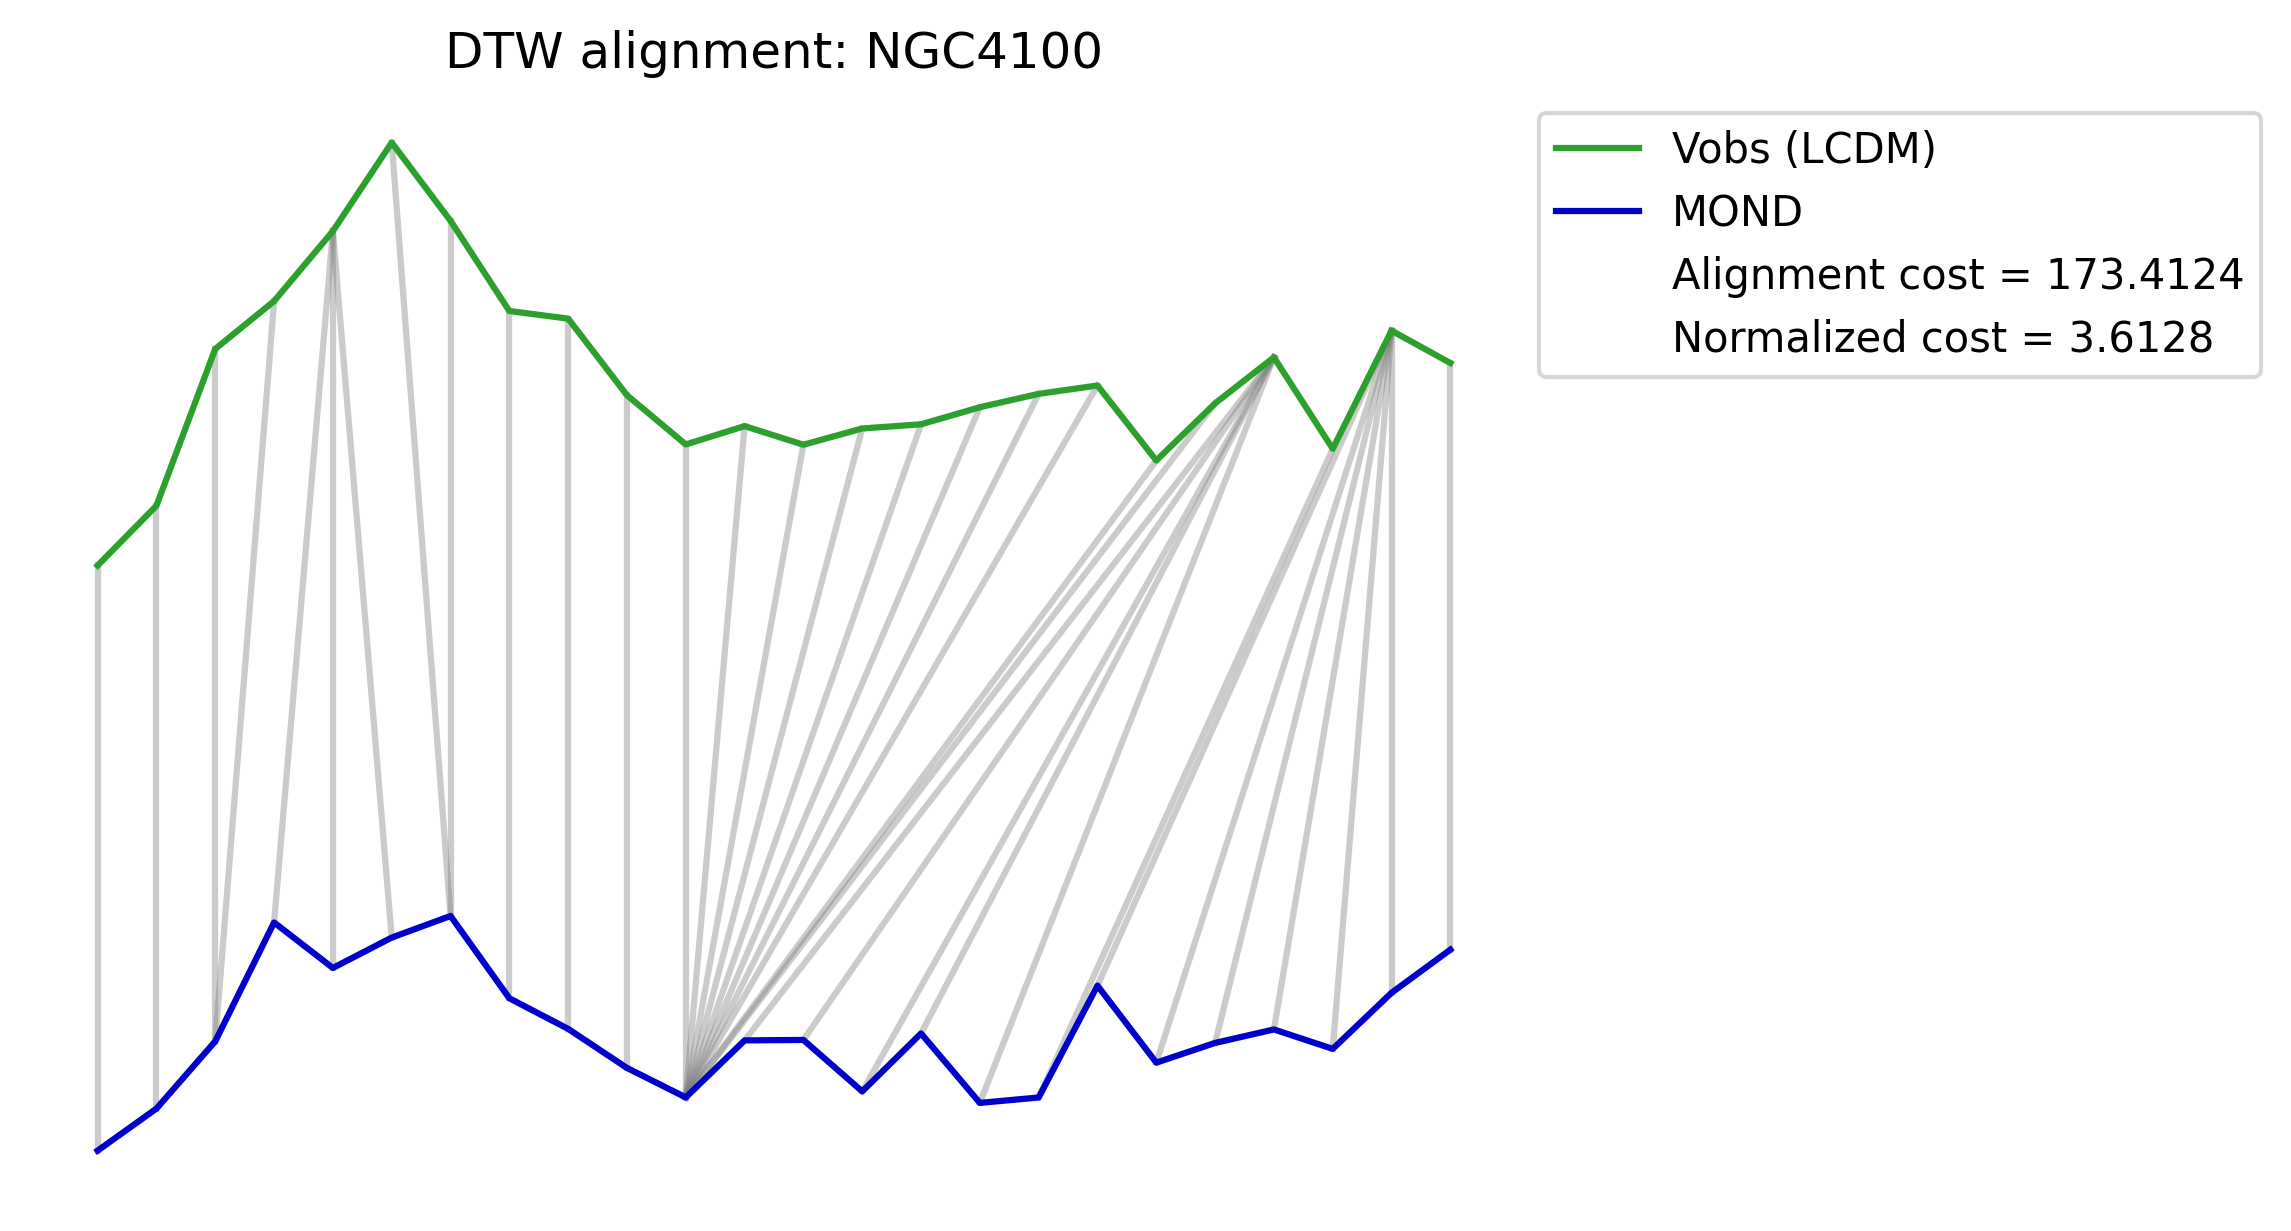 DTW alignment: NGC4100
Vobs (LCDM)
MOND
Alignment cost = 173.4124
Normalized cost = 3.6128